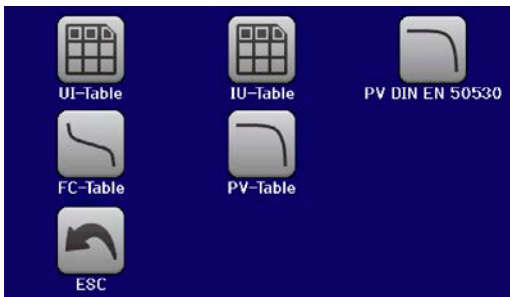 UI-Table
IU-Table
PV DIN EN 50530
FC-Table
PV-Table
ESC